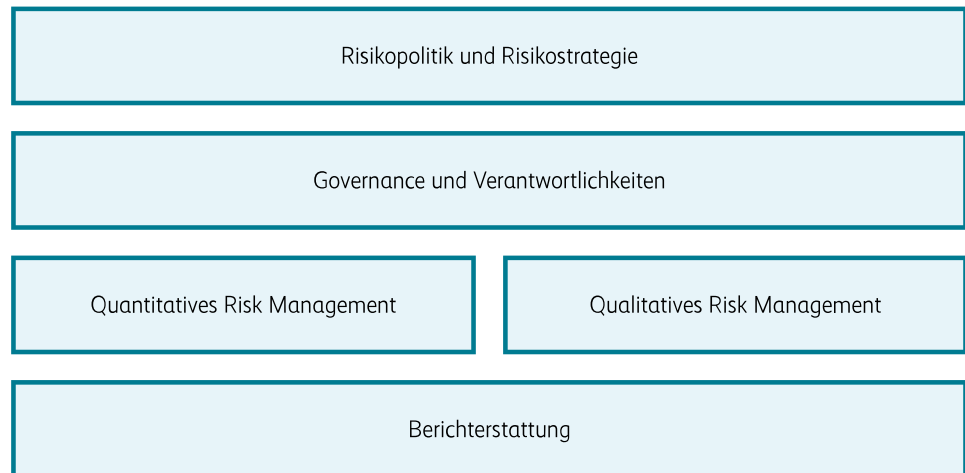 Risikopolitik und Risikostrategie
Governance und Verantwortlichkeiten
Quantitatives Risk Management
Qualitatives Risk Management
Berichterstattung